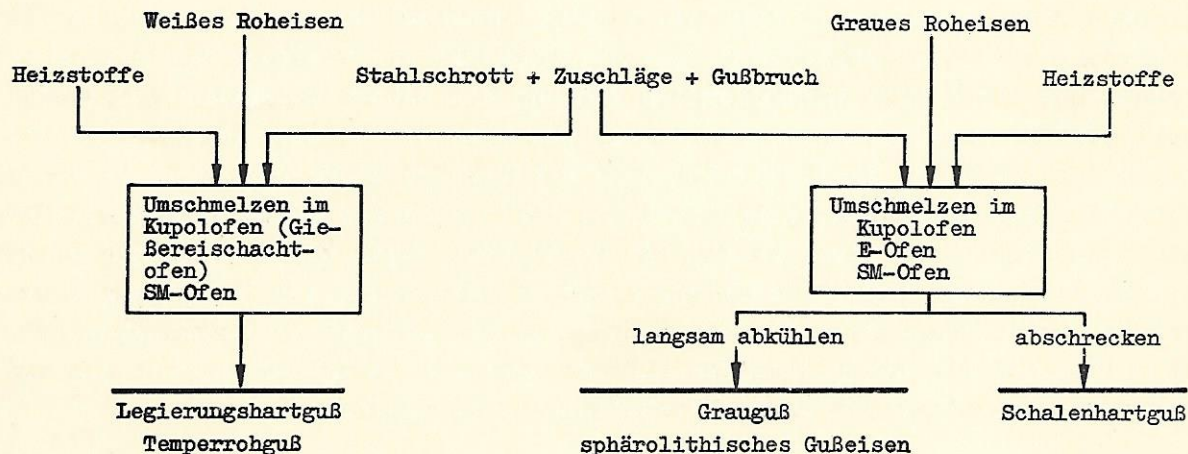 Weißes Roheisen
Graues Roheisen
Heizstoffe
Stahlschrott + Zuschläge + Gußbruch
Heizstoffe
Umschmelzen im
Kupolofen (Gie-
ßereischacht-
ofen)
SM-Ofen
Umschmelzen im
Kupolofen
E-Ofen
SM-Ofen
langsam abkühlen
abschrecken
Legierungshartguß
Temperrohguß
Grauguß
sphärolithisches Gußeisen
Schalenhartguß